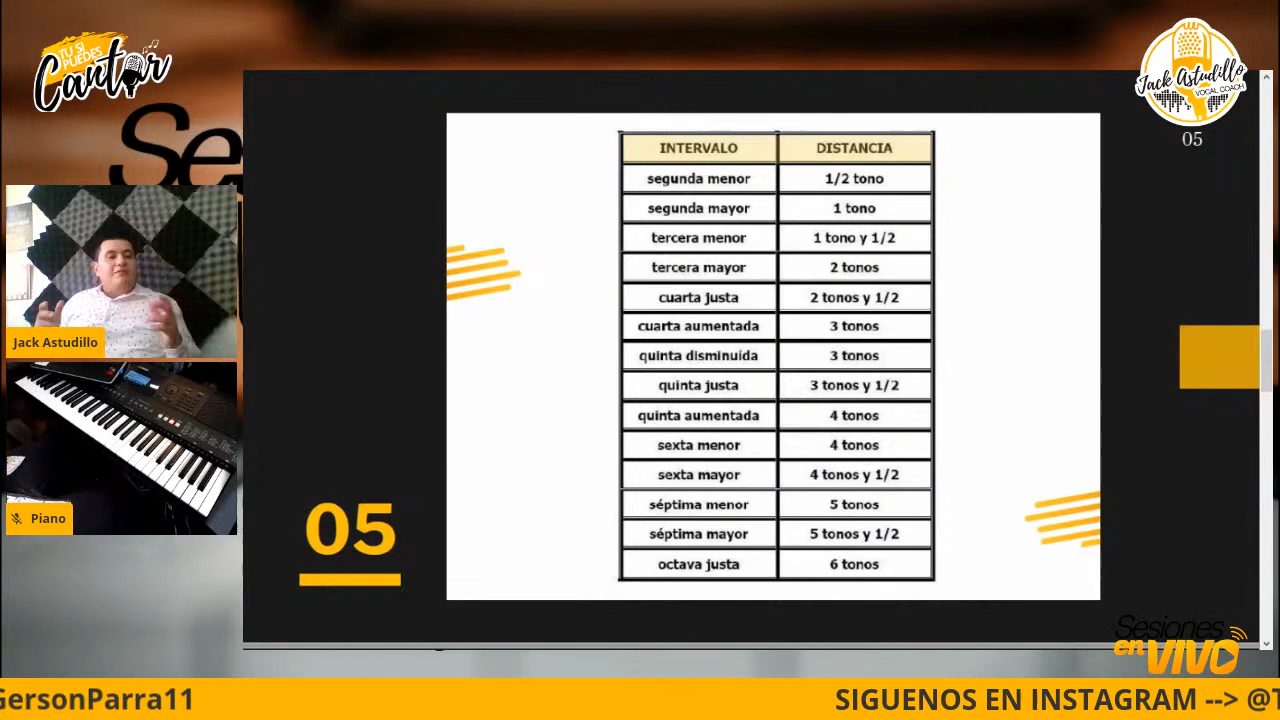 TU SI
PUEDES
Cantar
Jack Astudillo
VOCAL COACH
05
Se
INTERVALO DISTANCIA
segunda menor 1/2 tono
segunda mayor 1 tono
tercera menor 1 tono y 1/2
tercera mayor 2 tonos
cuarta justa 2 tonos y 1/2
cuarta aumentada 3 tonos
quinta disminuida 3 tonos
quinta justa 3 tonos y 1/2
quinta aumentada 4 tonos
sexta menor 4 tonos
sexta mayor 4 tonos y 1/2
séptima menor 5 tonos
séptima mayor 5 tonos y 1/2
octava justa 6 tonos
Jack Astudillo
Piano
05
Sesiones
en VIVO
GersonParra11 SIGUENOS EN INSTAGRAM --> @T